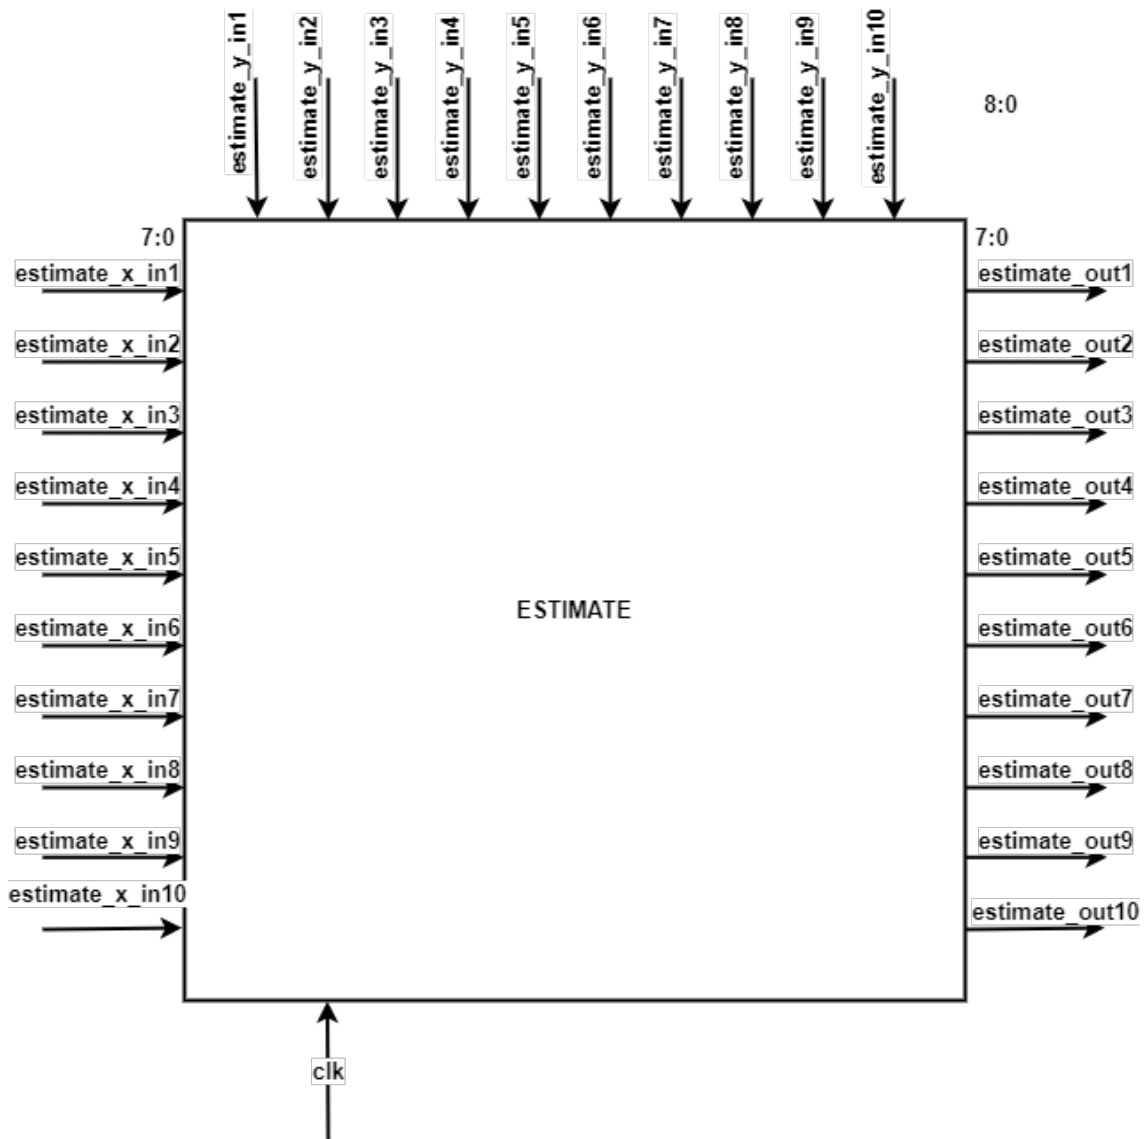 estimate_y_in1
estimate_y_in2
estimate_y_in3
estimate_y_in4
estimate_y_in5
estimate_y_in6
estimate_y_in7
estimate_y_in8
estimate_y_in9
estimate_y_in10
8:0
7:0
7:0
estimate_x_in1
estimate_out1
estimate_x_in2
estimate_out2
estimate_x_in3
estimate_out3
estimate_x_in4
estimate_out4
estimate_x_in5
estimate_out5
ESTIMATE
estimate_x_in6
estimate_out6
estimate_x_in7
estimate_out7
estimate_x_in8
estimate_out8
estimate_x_in9
estimate_out9
estimate_x_in10
estimate_out10
clk